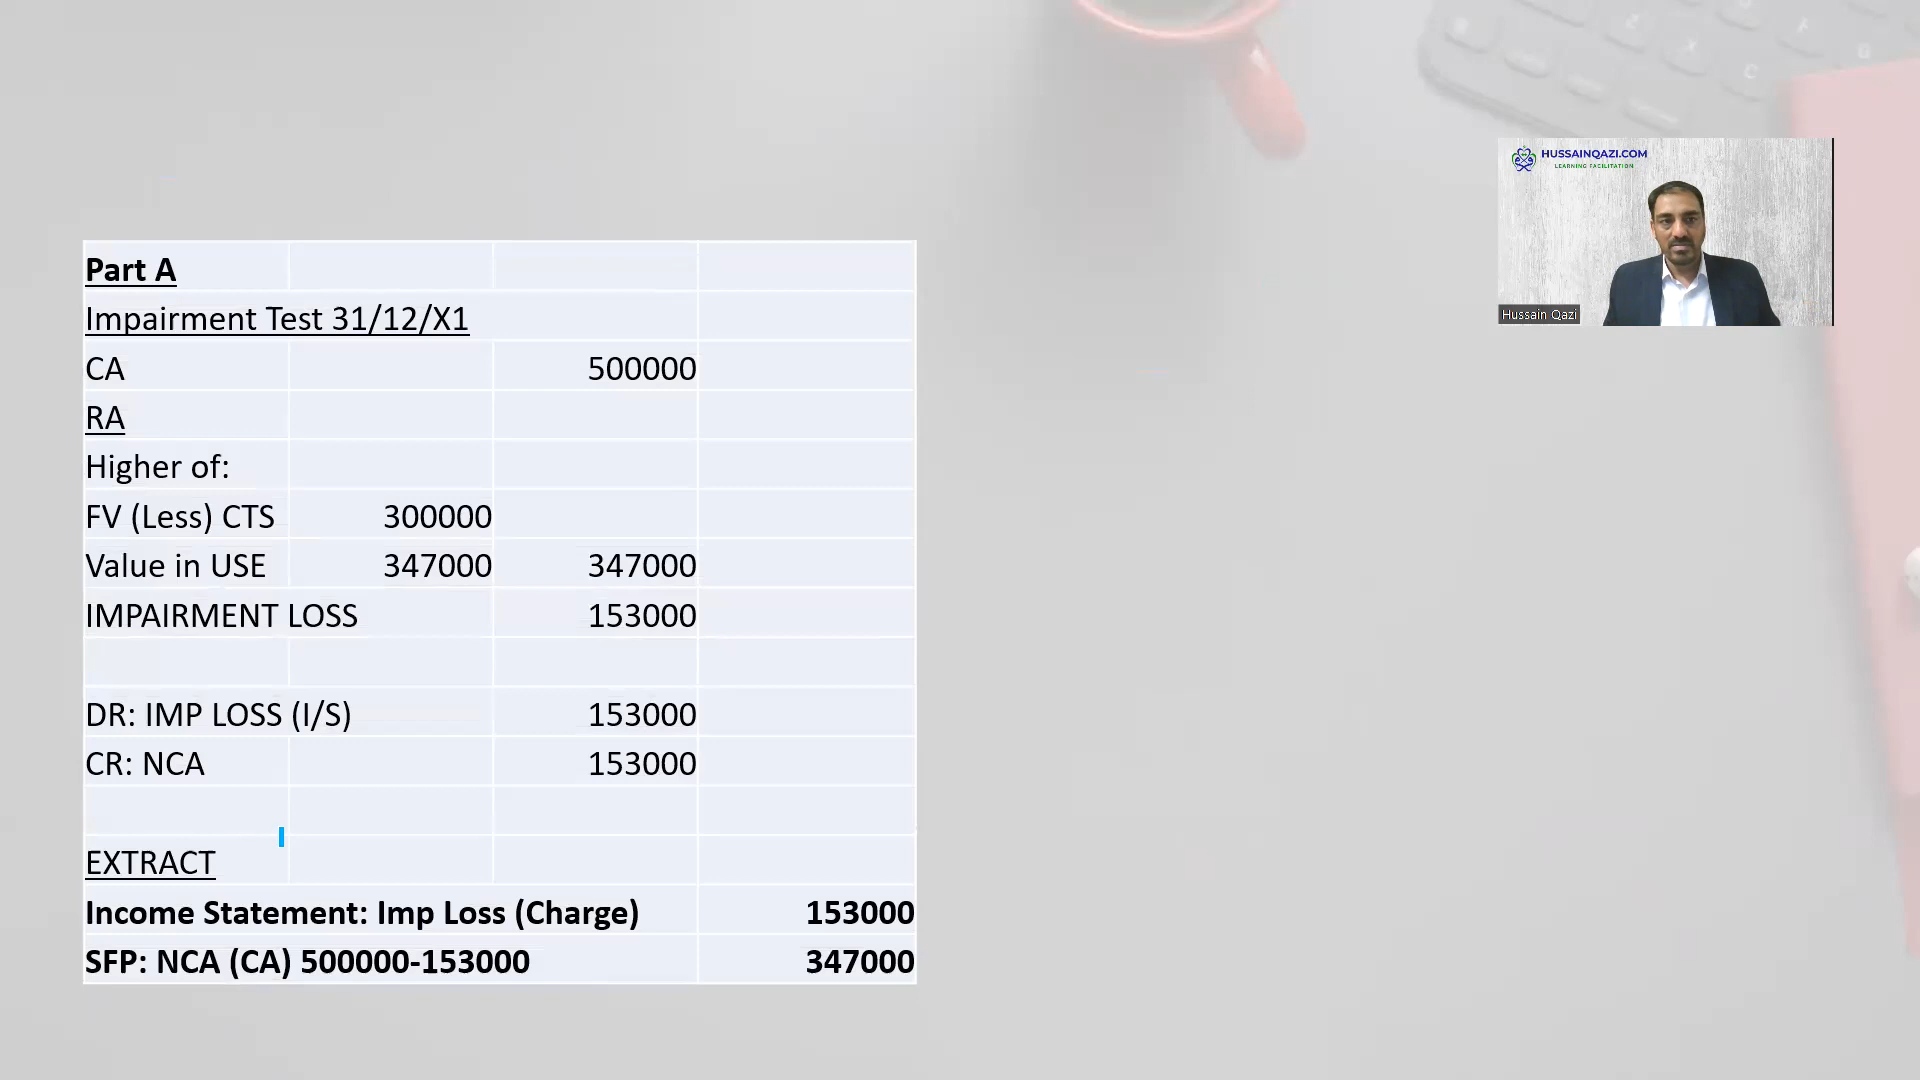 Part A
Impairment Test 31/12/X1
CA 500000
RA
Higher of:
FV (Less) CTS 300000
Value in USE 347000 347000
IMPAIRMENT LOSS 153000
DR: IMP LOSS (I/S) 153000
CR: NCA 153000
EXTRACT
Income Statement: Imp Loss (Charge) 153000
SFP: NCA (CA) 500000-153000 347000
HUSSAINQAZI.COM
LEARNING FACILITATION
Hussain Qazi